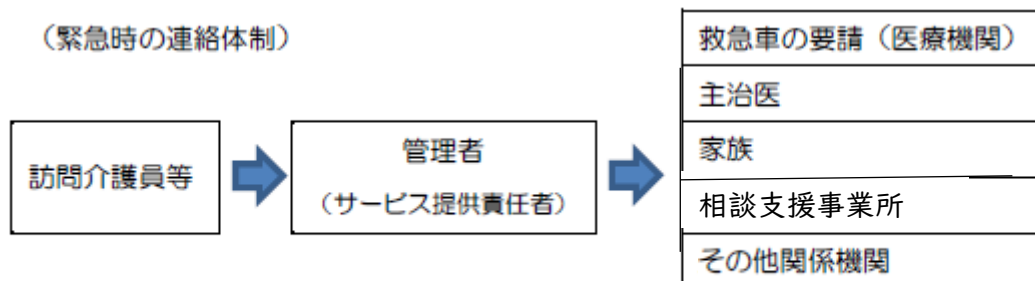 （緊急時の連絡体制）
訪問介護員等
管理者
（サービス提供責任者）
救急車の要請（医療機関）
主治医
家族
相談支援事業所
その他関係機関